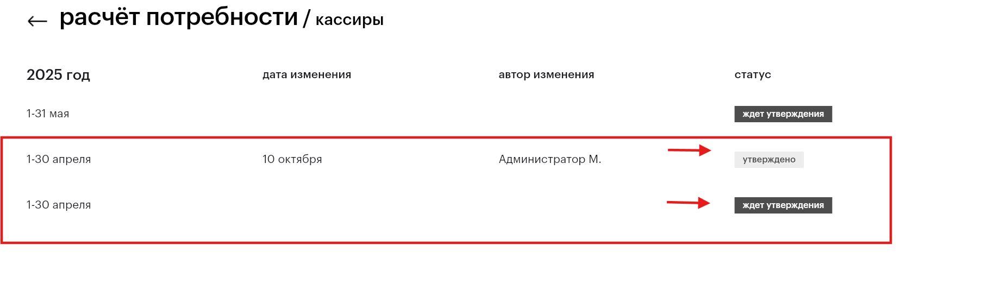 расчёт потребности / кассиры
2025 год дата изменения автор изменения статус
1-31 мая ждет утверждения
1-30 апреля 10 октября Администратор М. утверждено
1-30 апреля ждет утверждения